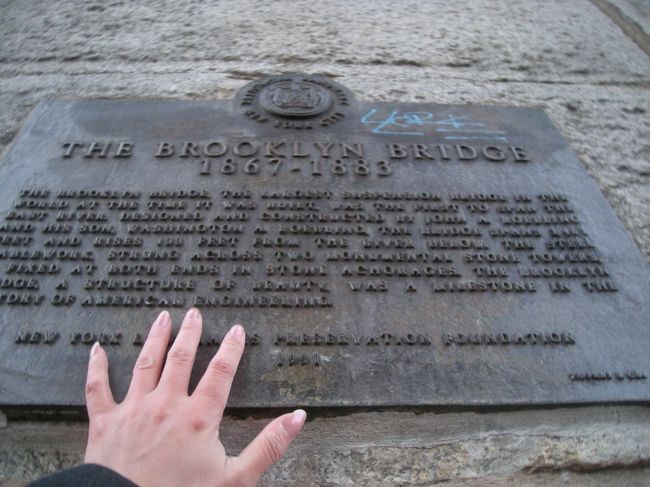 NEW YORK CITY
THE BROOKLYN BRIDGE
1867-1883
THE BROOKLYN BRIDGE, THE LARGEST SUSPENSION BRIDGE IN THE
WORLD AT THE TIME IT WAS BUILT, WAS THE FIRST TO SPAN THE
EAST RIVER. DESIGNED AND CONSTRUCTED BY JOHN A.
AND HIS SON, WASHINGTON A. ROEBLING, THE BRIDGE SPANS
FEET AND RISES FEET FROM THE RIVER BELOW. THE STEEL
STRUNG ACROSS TWO MONUMENTAL STONE TOWERS
FIXED AT BOTH ENDS IN STONE THE BROOKLYN
A STRUCTURE OF BEAUTY, WAS A MILESTONE IN THE
OF AMERICAN ENGINEERING.
NEW YORK PRESERVATION FOUNDATION